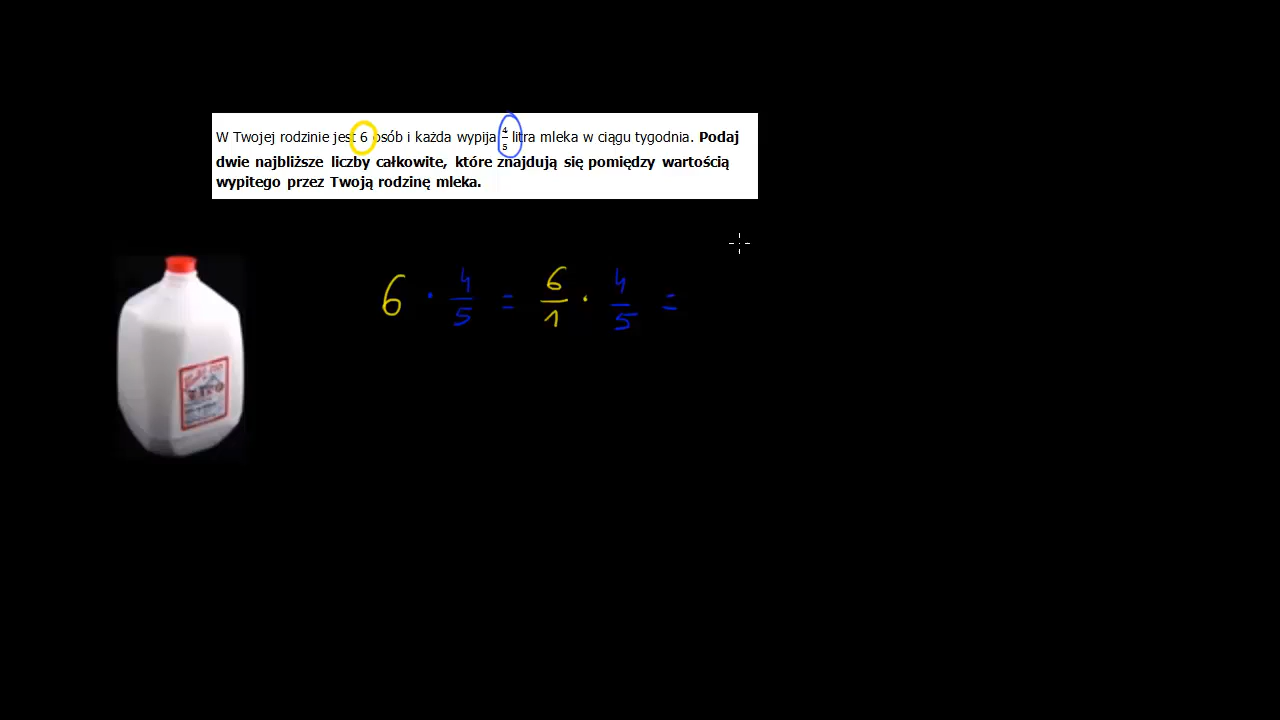 W Twojej rodzinie jest 6 osób i każda wypija 4/5 litra mleka w ciągu tygodnia. Podaj
dwie najbliższe liczby całkowite, które znajdują się pomiędzy wartością
wypitego przez Twoją rodzinę mleka.
6 · 4/5 = 6/1 · 4/5 =